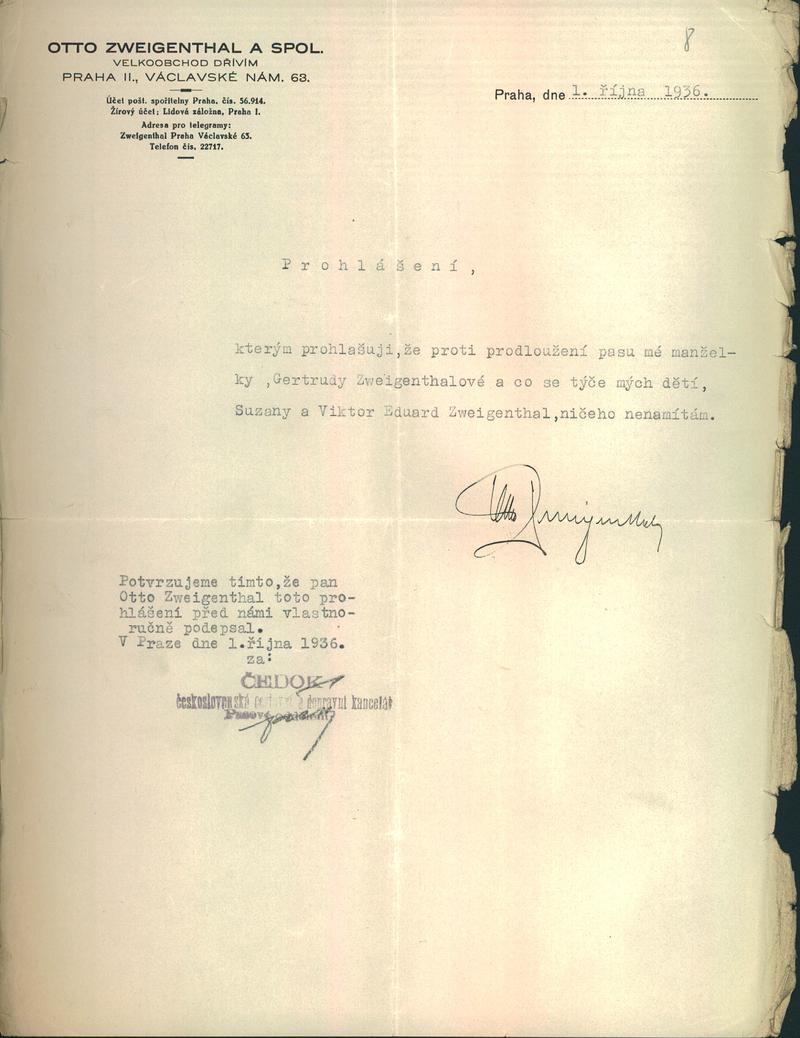 8
OTTO ZWEIGENTHAL A SPOL.
VELKOOBCHOD DŘÍVÍM
PRAHA II., VÁCLAVSKÉ NÁM. 63.
Účet pošt. spořitelny Praha. čís. 56.914.
Žirový účet; Lidová záložna, Praha I.
Adresa pro telegramy:
Zweigenthal Praha Václavské 63.
Telefon čís. 22717.
Praha, dne 1. října 1936.
Prohlášení,
kterým prohlašuji,že proti prodloužení pasu mé manžel-
ky ,Gertrudy Zweigenthalové a co se týče mých dětí,
Suzany a Viktor Eduard Zweigenthal,ničeho nenamítám.
Otto Zweigenthal
Potvrzujeme tímto,že pan
Otto Zweigenthal toto pro-
hlášení před námi vlastno-
ručně podepsal.
V Praze dne 1.října 1936.
za:
ČEDOK
československá cestovní a dopravní kancelář